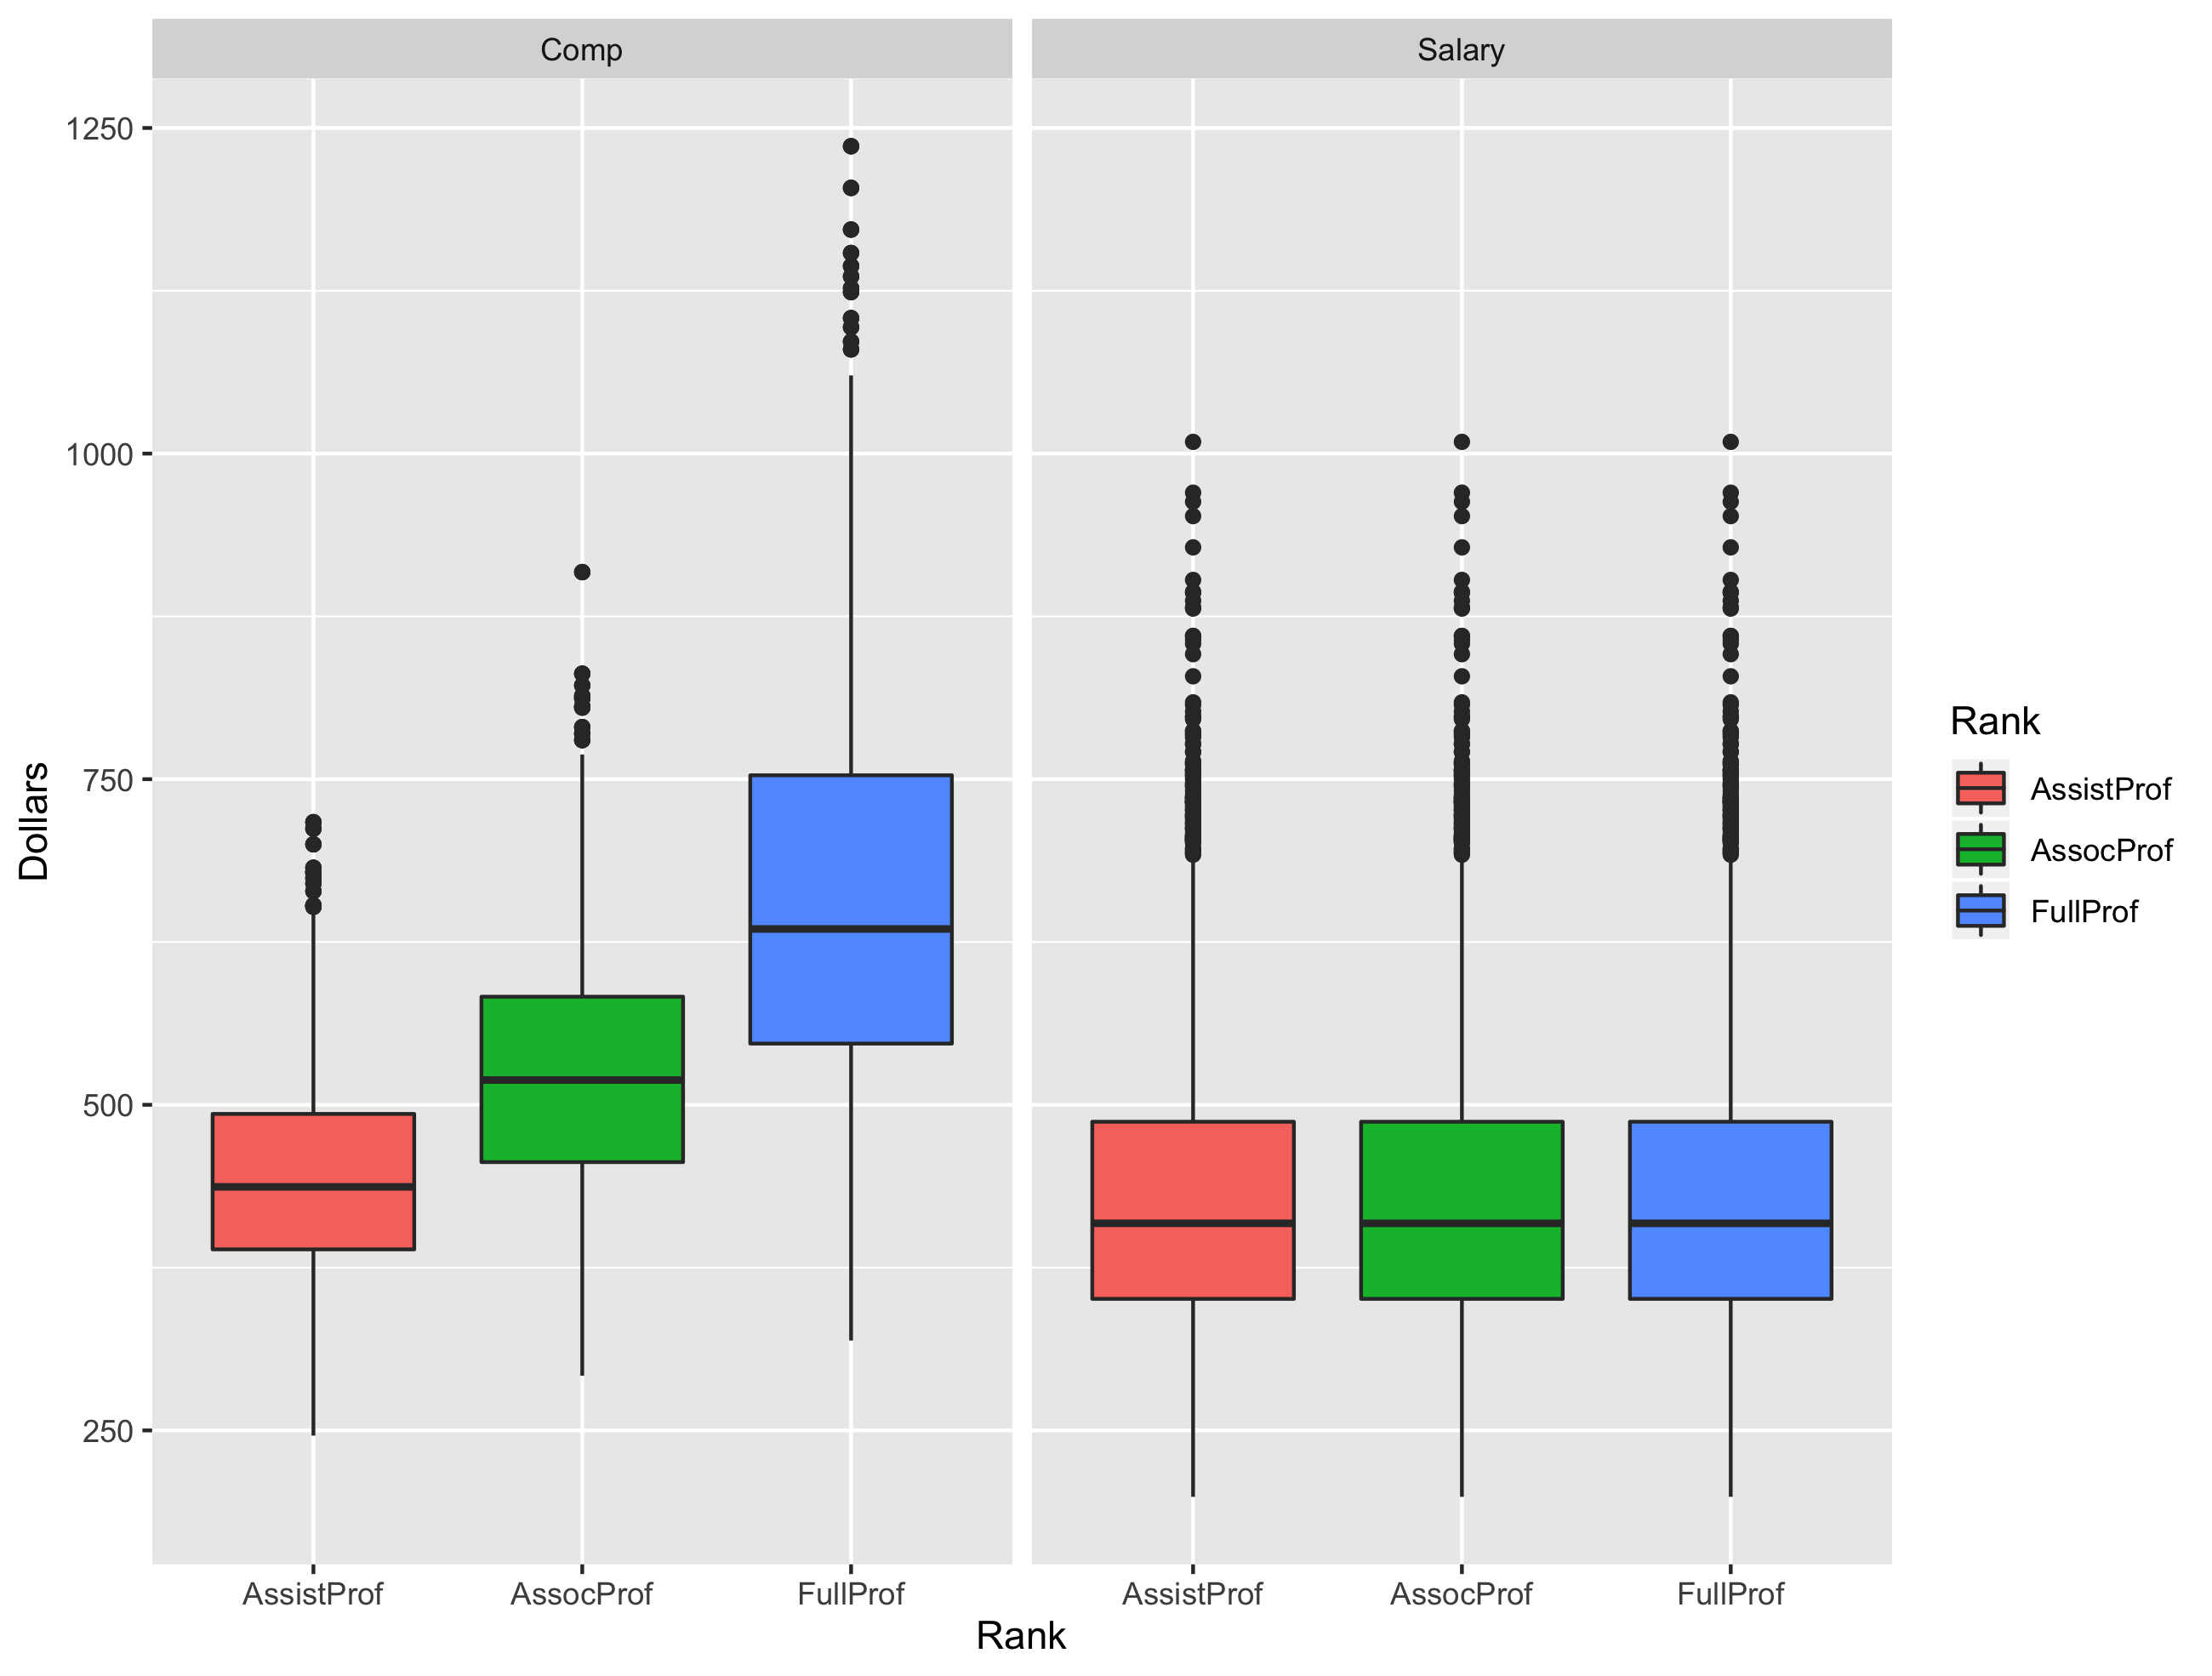 Comp
Salary
1250
1000
750
500
250
Dollars
AssistProf
AssocProf
FullProf
AssistProf
AssocProf
FullProf
Rank
Rank
AssistProf
AssocProf
FullProf